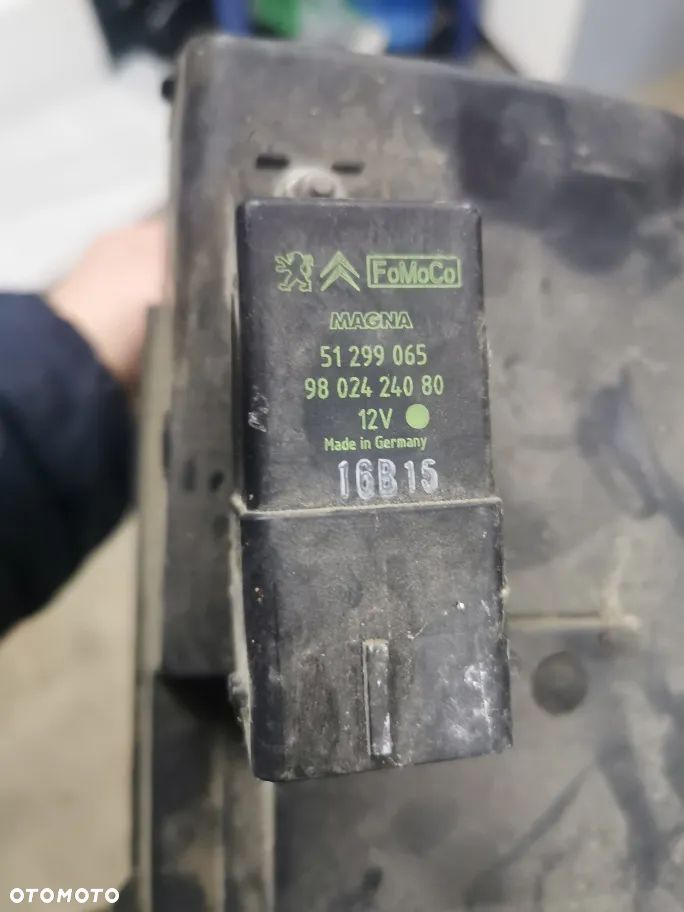 FoMoCo
MAGNA
51 299 065
98 024 240 80
12V
Made in Germany
16B15
OTOMOTO